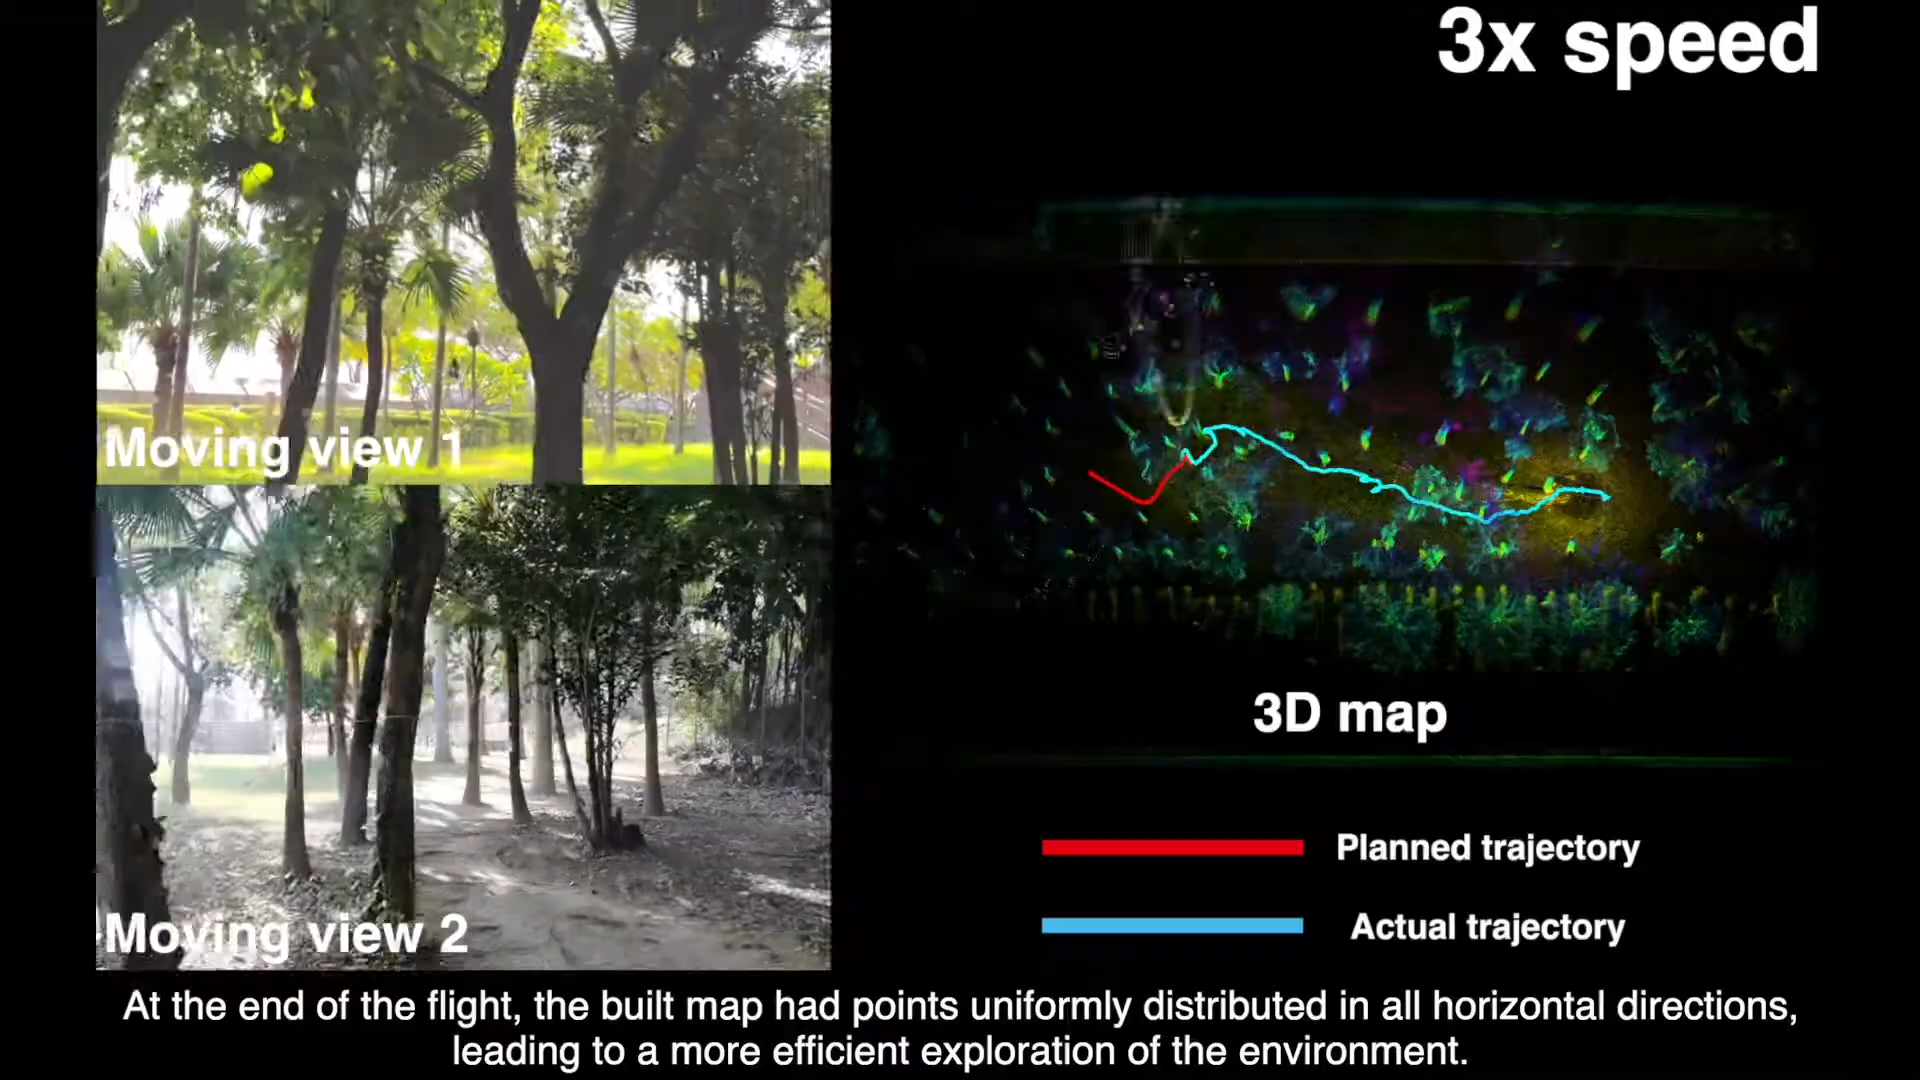 3x speed
Moving view 1
Moving view 2
3D map
Planned trajectory
Actual trajectory
At the end of the flight, the built map had points uniformly distributed in all horizontal directions,
leading to a more efficient exploration of the environment.